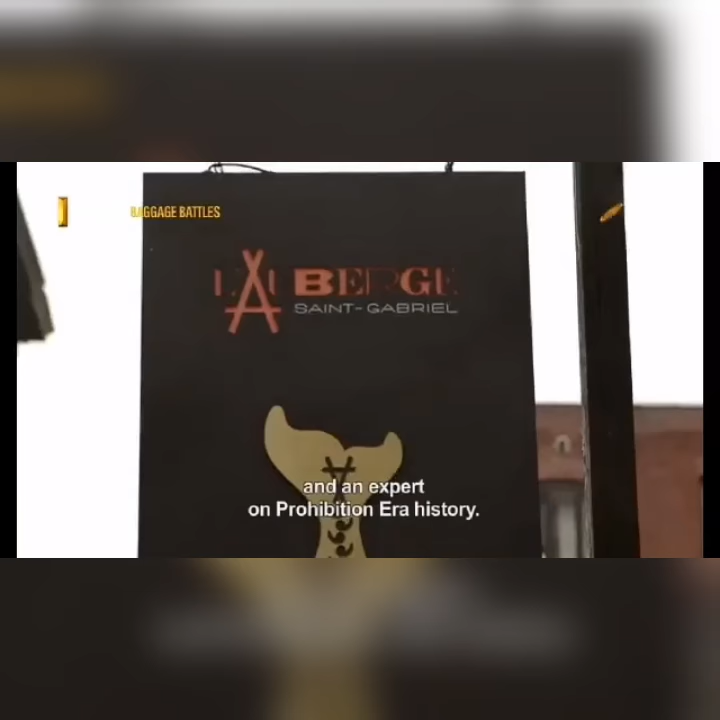 BAGGAGE BATTLES
L'AUBERGE
SAINT-GABRIEL
and an expert
on Prohibition Era history.